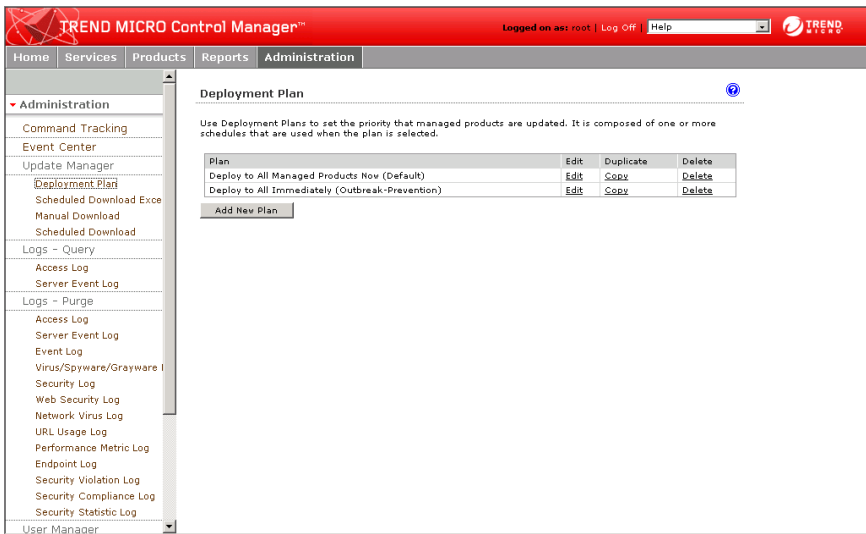 TREND MICRO Control Manager™
Logged on as: root | Log Off | Help
TREND MICRO
Home Services Products Reports Administration
Administration
Command Tracking
Event Center
Update Manager
Deployment Plan
Scheduled Download Exce
Manual Download
Scheduled Download
Logs - Query
Access Log
Server Event Log
Logs - Purge
Access Log
Server Event Log
Event Log
Virus/Spyware/Grayware
Security Log
Web Security Log
Network Virus Log
URL Usage Log
Performance Metric Log
Endpoint Log
Security Violation Log
Security Compliance Log
Security Statistic Log
User Manager
Deployment Plan
Use Deployment Plans to set the priority that managed products are updated. It is composed of one or more
schedules that are used when the plan is selected.
Plan Edit Duplicate Delete
Deploy to All Managed Products Now (Default) Edit Copy Delete
Deploy to All Immediately (Outbreak-Prevention) Edit Copy Delete
Add New Plan